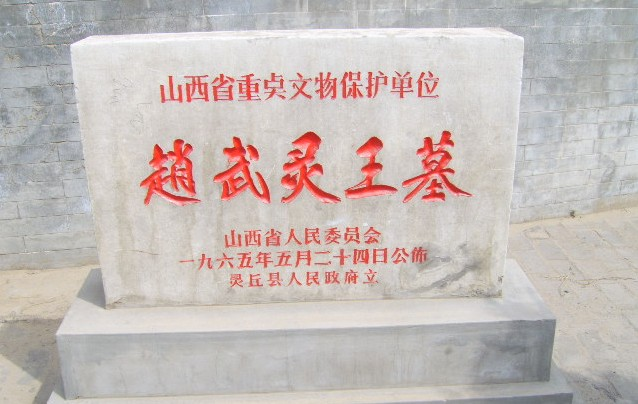 山西省重点文物保护单位
趙武灵王墓
山西省人民委员会
一九六五年五月二十四日公佈
灵丘县人民政府立